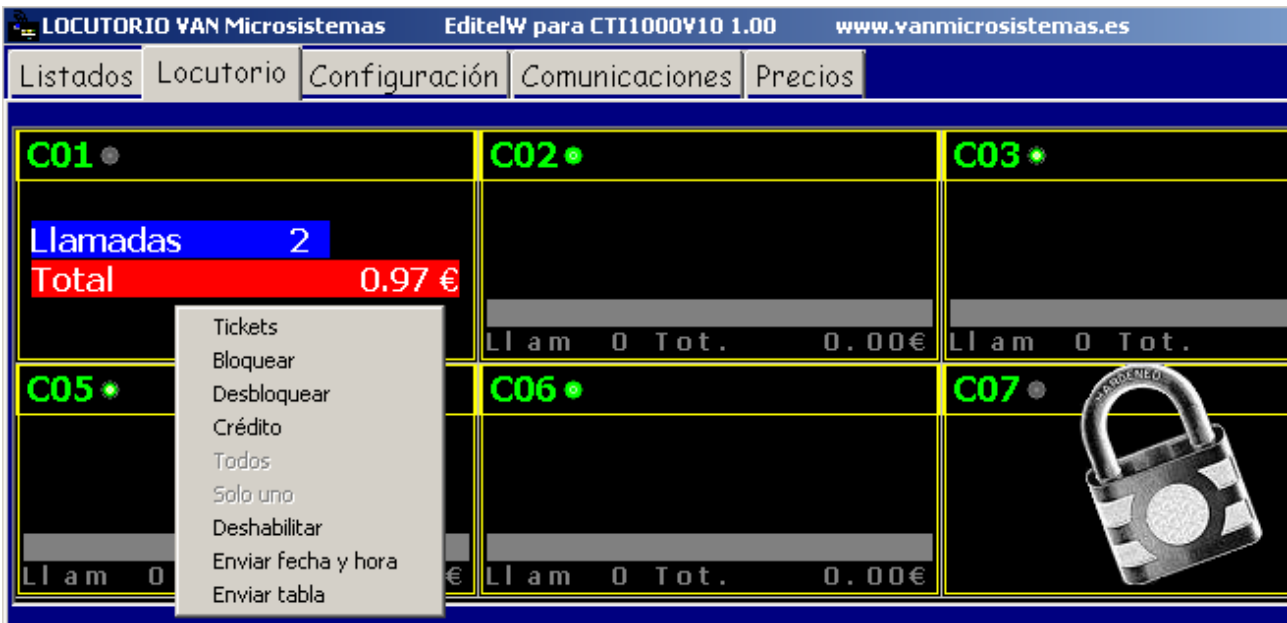 LOCUTORIO VAN Microsistemas EditelW para CTI1000V10 1.00 www.vanmicrosistemas.es
Listados Locutorio Configuración Comunicaciones Precios
C01 C02 C03
Llamadas 2
Total 0.97 €
Llam 0 Tot. 0.00€ Llam 0 Tot.
C05 C06 C07
HARDENED
Llam 0 € Llam 0 Tot. 0.00€
Tickets
Bloquear
Desbloquear
Crédito
Todos
Solo uno
Deshabilitar
Enviar fecha y hora
Enviar tabla